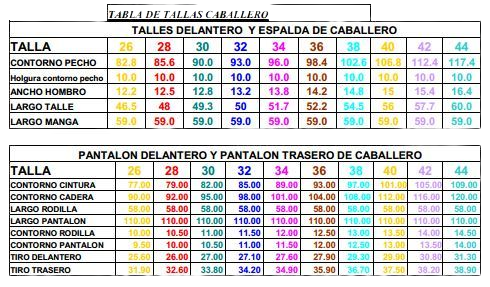 TABLA DE TALLAS CABALLERO
TALLES DELANTERO Y ESPALDA DE CABALLERO
TALLA 26 28 30 32 34 36 38 40 42 44
CONTORNO PECHO 82.8 85.6 90.0 93.0 96.0 98.4 102.6 106.8 112.4 117.4
Holgura contorno pecho 10.0 10.0 10.0 10.0 10.0 10.0 10.0 10.0 10.0 10.0
ANCHO HOMBRO 12.2 12.5 12.8 13.2 13.8 14.2 14.8 15 15.4 16.4
LARGO TALLE 46.5 48 49.3 50 51.7 52.2 54.5 56 57.7 60.0
LARGO MANGA 59.0 59.0 59.0 59.0 59.0 59.0 59.0 59.0 59.0 59.0
PANTALON DELANTERO Y PANTALON TRASERO DE CABALLERO
TALLA 26 28 30 32 34 36 38 40 42 44
CONTORNO CINTURA 77.00 79.00 82.00 85.00 89.00 93.00 97.00 101.00 105.00 109.00
CONTORNO CADERA 90.00 92.00 95.00 98.00 101.00 104.00 108.00 112.00 116.00 120.00
LARGO RODILLA 58.00 58.00 58.00 58.00 58.00 58.00 58.00 58.00 58.00 58.00
LARGO PANTALON 110.00 110.00 110.00 110.00 110.00 110.00 110.00 110.00 110.00 110.00
CONTORNO RODILLA 10.00 10.50 11.00 11.50 12.00 12.50 13.00 13.50 14.00 14.50
CONTORNO PANTALON 9.50 10.00 10.50 11.00 11.50 12.00 12.50 13.00 13.50 14.00
TIRO DELANTERO 25.60 26.00 27.00 27.10 27.60 27.90 29.30 29.90 30.80 31.30
TIRO TRASERO 31.90 32.60 33.80 34.20 34.90 35.90 36.70 37.50 38.20 38.90